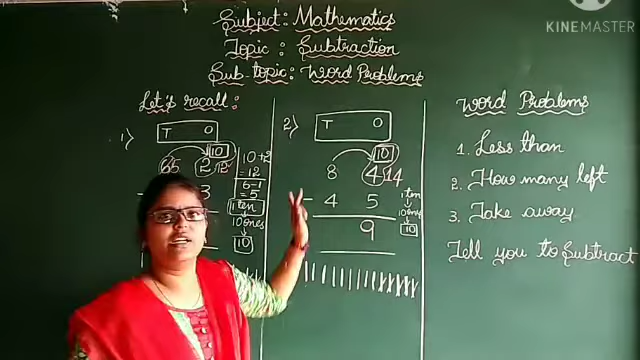 KINEMASTER
Subject: Mathematics
Topic: Subtraction
Sub-topic: Word Problems
Let's recall:
1)
T O
10
65 2 12
3
10+2
=12
6-1
=5
1 ten
10 ones
10
2)
T O
10
8 4 14
- 4 5
9
1 ten
10 ones
10
Word Problems
1. Less than
2. How many left
3. Take away
Tell you to Subtract